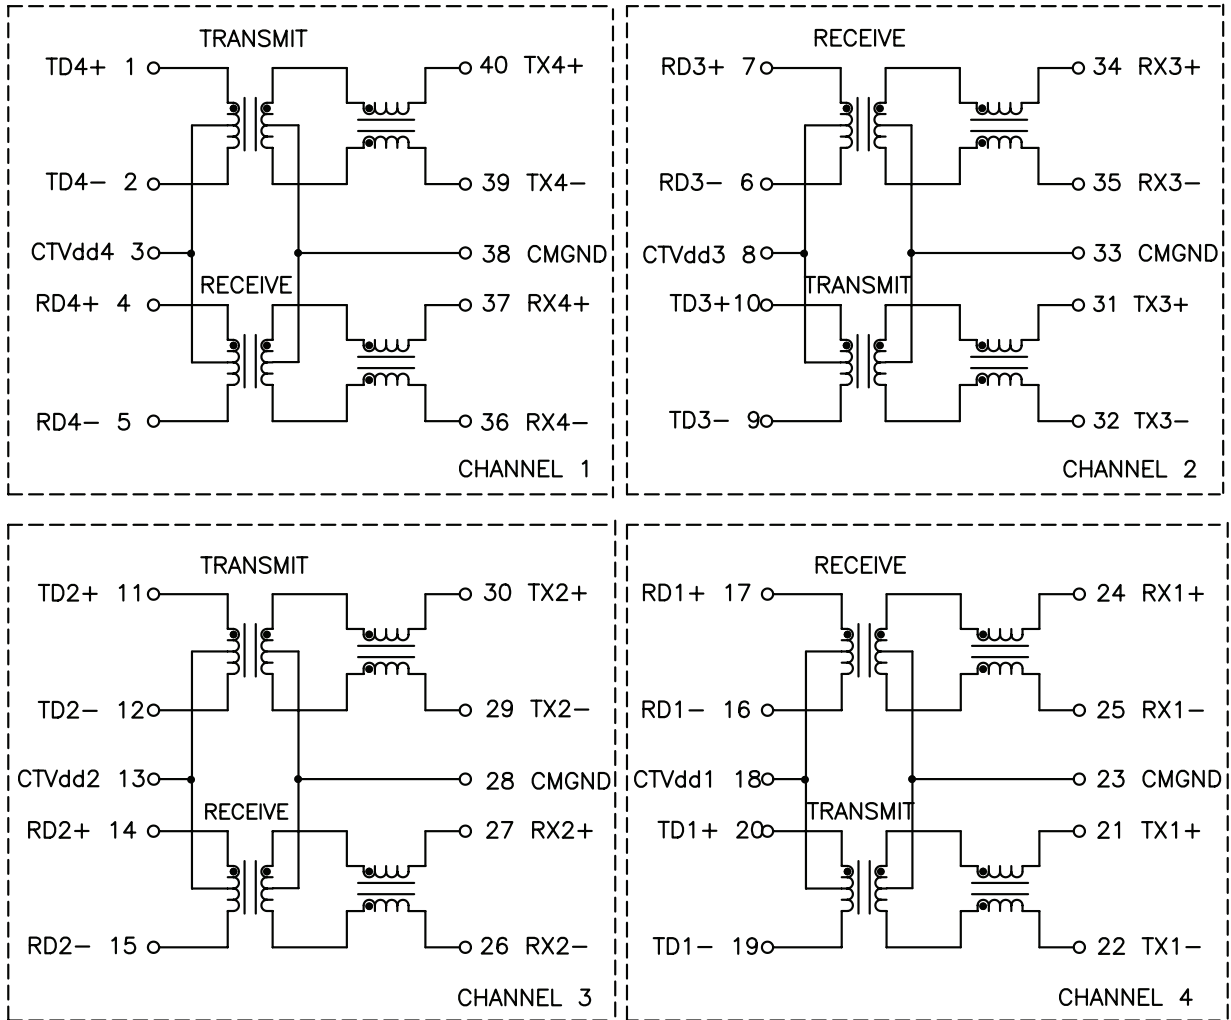 TRANSMIT
TD4+ 1
40 TX4+
TD4- 2
39 TX4-
CTVdd4 3
38 CMGND
RECEIVE
RD4+ 4
37 RX4+
RD4- 5
36 RX4-
CHANNEL 1
RECEIVE
RD3+ 7
34 RX3+
RD3- 6
35 RX3-
CTVdd3 8
33 CMGND
TRANSMIT
TD3+ 10
31 TX3+
TD3- 9
32 TX3-
CHANNEL 2
TRANSMIT
TD2+ 11
30 TX2+
TD2- 12
29 TX2-
CTVdd2 13
28 CMGND
RECEIVE
RD2+ 14
27 RX2+
RD2- 15
26 RX2-
CHANNEL 3
RECEIVE
RD1+ 17
24 RX1+
RD1- 16
25 RX1-
CTVdd1 18
23 CMGND
TRANSMIT
TD1+ 20
21 TX1+
TD1- 19
22 TX1-
CHANNEL 4